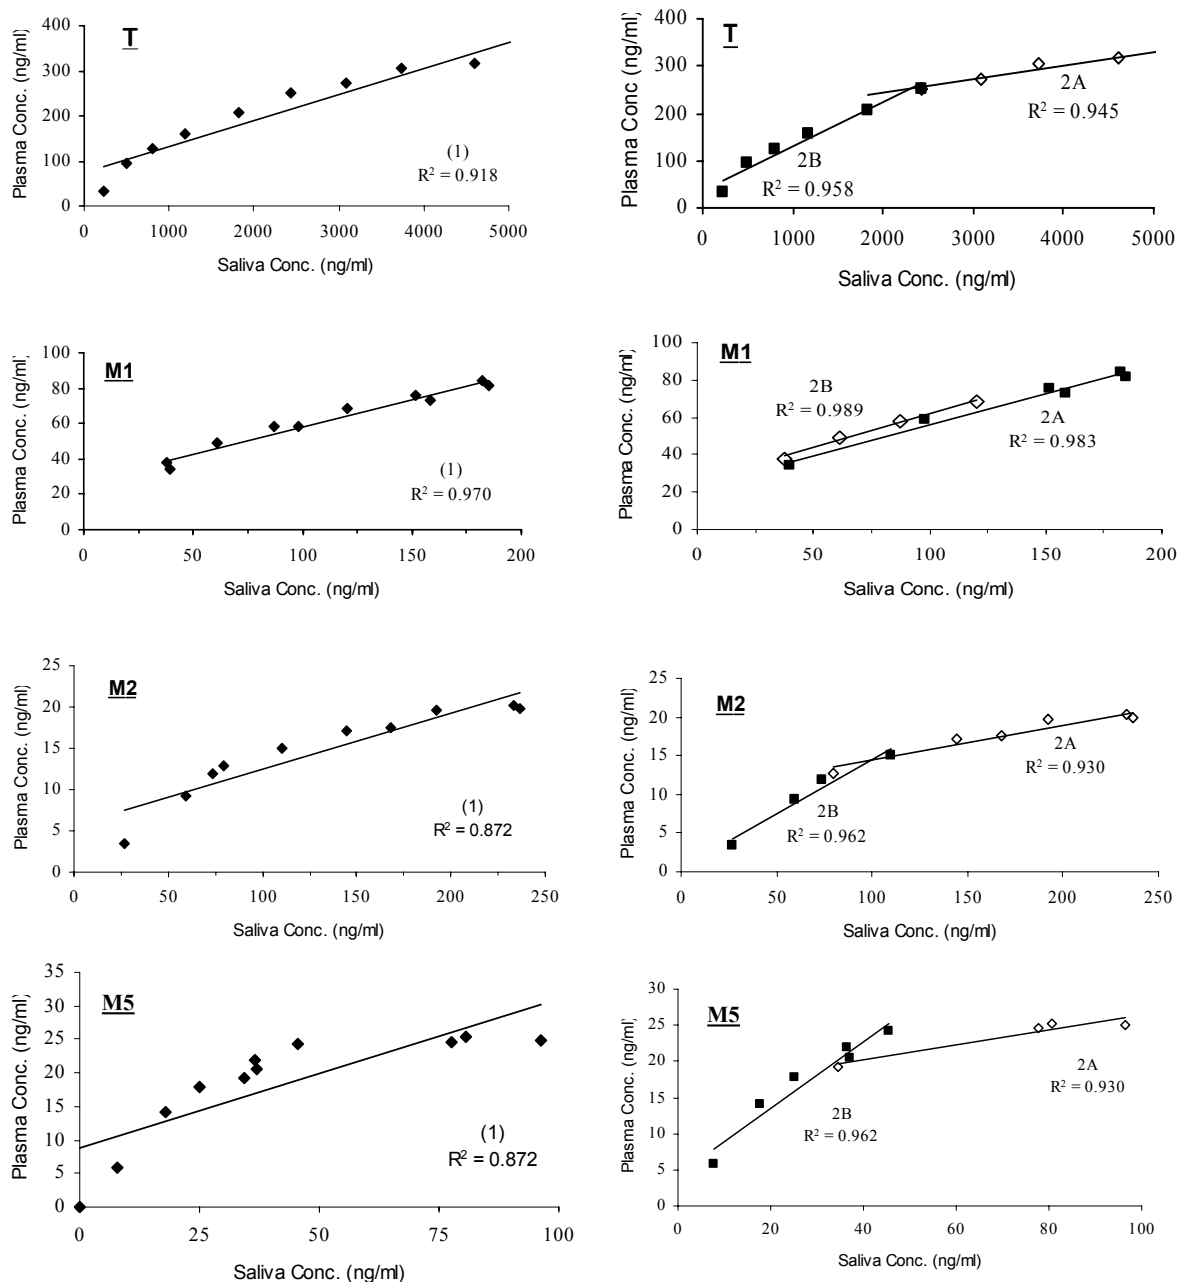 T
Plasma Conc. (ng/ml)
400
300
200
100
0
(1)
R² = 0.918
0 1000 2000 3000 4000 5000
Saliva Conc. (ng/ml)
T
Plasma Conc (ng/ml)
400
300
200
100
0
2A
R² = 0.945
2B
R² = 0.958
0 1000 2000 3000 4000 5000
Saliva Conc. (ng/ml)
M1
Plasma Conc. (ng/ml)
100
80
60
40
20
0
(1)
R² = 0.970
0 50 100 150 200
Saliva Conc. (ng/ml)
M1
Plasma Conc. (ng/ml)
100
80
60
40
20
0
2B
R² = 0.989
2A
R² = 0.983
0 50 100 150 200
Saliva Conc. (ng/ml)
M2
Plasma Conc. (ng/ml)
25
20
15
10
5
0
(1)
R² = 0.872
0 50 100 150 200 250
Saliva Conc. (ng/ml)
M2
Plasma Conc. (ng/ml)
25
20
15
10
5
0
2A
R² = 0.930
2B
R² = 0.962
0 50 100 150 200 250
Saliva Conc. (ng/ml)
M5
Plasma Conc. (ng/ml)
35
30
25
20
15
10
5
0
(1)
R² = 0.872
0 25 50 75 100
Saliva Conc. (ng/ml)
M5
Plasma Conc. (ng/ml)
30
25
20
15
10
5
0
2A
R² = 0.930
2B
R² = 0.962
0 20 40 60 80 100
Saliva Conc. (ng/ml)